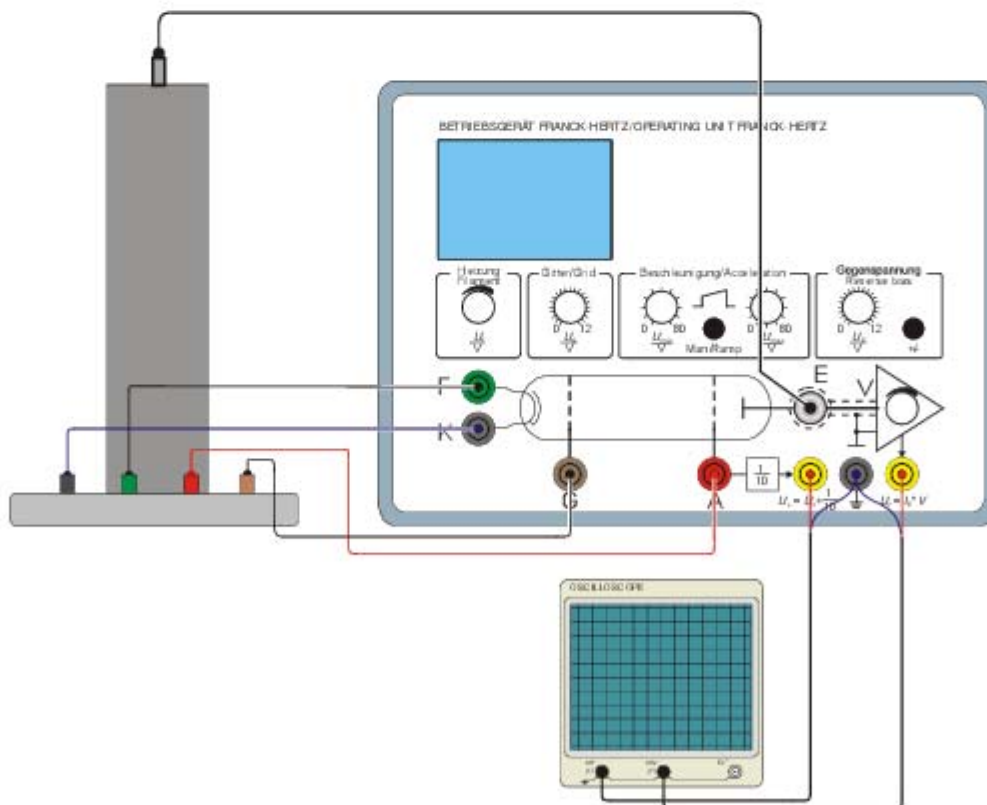 BETRIEBSGERÄT FRANCK-HERTZ/OPERATING UNIT FRANCK-HERTZ
Heizung
Filament
Gitter/Grid
0 12
Beschleunigung/Acceleration
0 80
0 80
Man/Ramp
Gegenspannung
Reverse bias
0 12
F
K
G
A
1
10
E
V
OSCILLOSCOPE